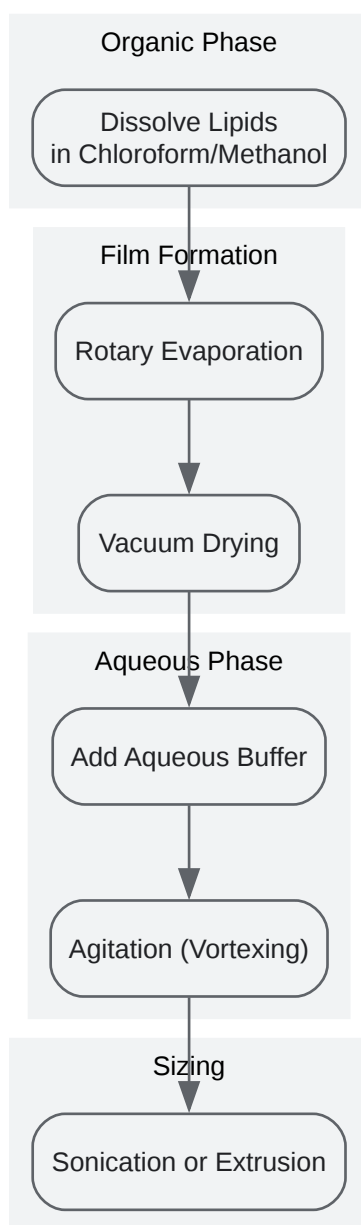 Organic Phase
Dissolve Lipids
in Chloroform/Methanol
Film Formation
Rotary Evaporation
Vacuum Drying
Aqueous Phase
Add Aqueous Buffer
Agitation (Vortexing)
Sizing
Sonication or Extrusion